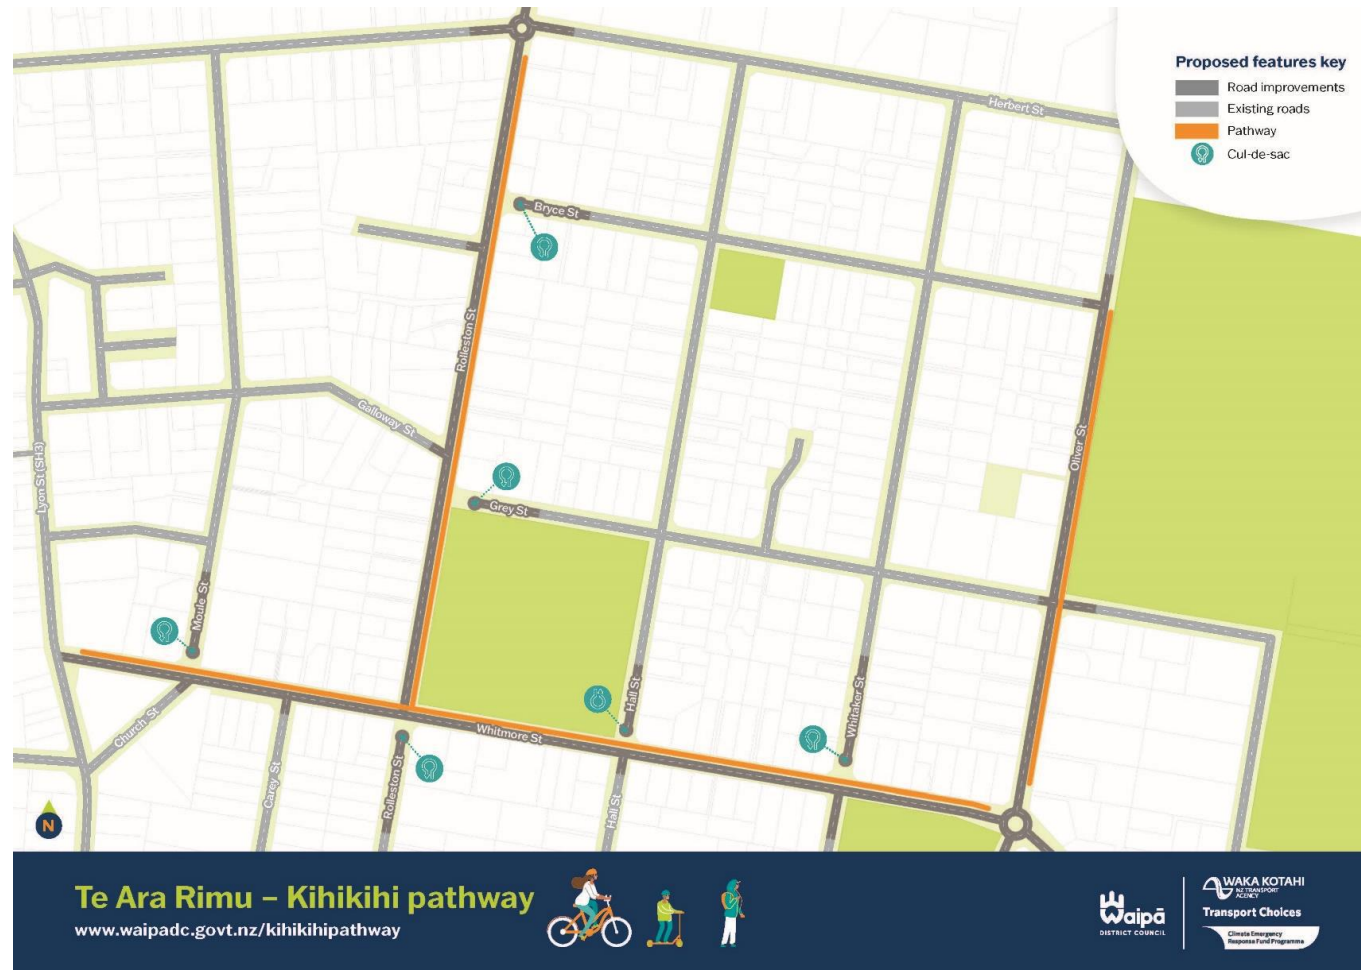 Proposed features key
Road improvements
Existing roads
Pathway
Cul-de-sac
Herbert St
Bryce St
Rolleston St
Galloway St
Lyon St (SH3)
Oliver St
Grey St
Moule St
Church St
Whitmore St
Hall St
Whitaker St
Carey St
Rolleston St
Hall St
N
Te Ara Rimu – Kihikihi pathway
www.waipadc.govt.nz/kihikihipathway
Waipā
DISTRICT COUNCIL
WAKA KOTAHI
NZ TRANSPORT
AGENCY
Transport Choices
Climate Emergency
Response Fund Programme